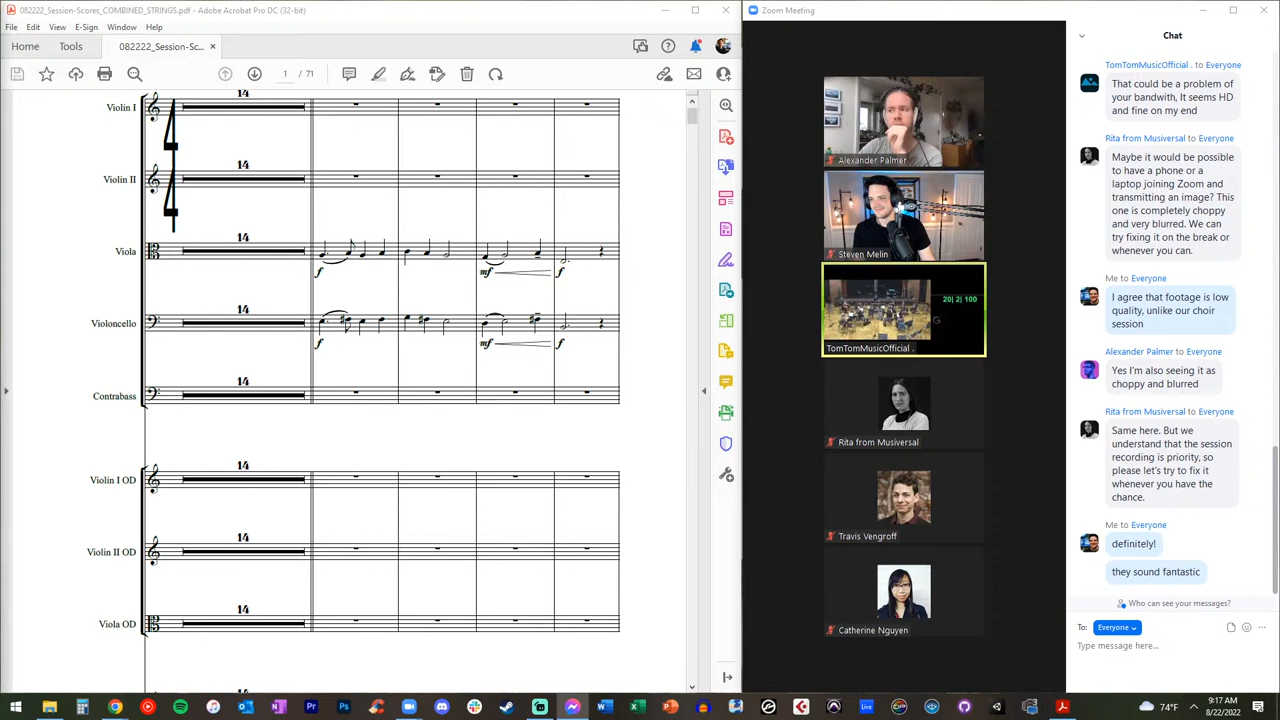 082222_Session-Scores_COMBINED_STRINGS.pdf - Adobe Acrobat Pro DC (32-bit)
File Edit View E-Sign Window Help
Home Tools 082222_Session-Sc... ×
1 / 71
14
Violin I
14
Violin II
14
Viola
f mf f
14
Violoncello
f mf f
14
Contrabass
14
Violin I OD
14
Violin II OD
14
Viola OD
14
Zoom Meeting
Alexander Palmer
Steven Melin
20| 2| 100
TomTomMusicOfficial .
Rita from Musiversal
Travis Vengroff
Catherine Nguyen
Chat
TomTomMusicOfficial . to Everyone
That could be a problem of
your bandwith, It seems HD
and fine on my end
Rita from Musiversal to Everyone
Maybe it would be possible
to have a phone or a
laptop joining Zoom and
transmitting an image? This
one is completely choppy
and very blurred. We can
try fixing it on the break or
whenever you can.
Me to Everyone
I agree that footage is low
quality, unlike our choir
session
Alexander Palmer to Everyone
Yes I'm also seeing it as
choppy and blurred
Rita from Musiversal to Everyone
Same here. But we
understand that the session
recording is priority, so
please let's try to fix it
whenever you have the
chance.
Me to Everyone
definitely!
they sound fantastic
Who can see your messages?
To: Everyone
Type message here...
74°F
9:17 AM
8/22/2022